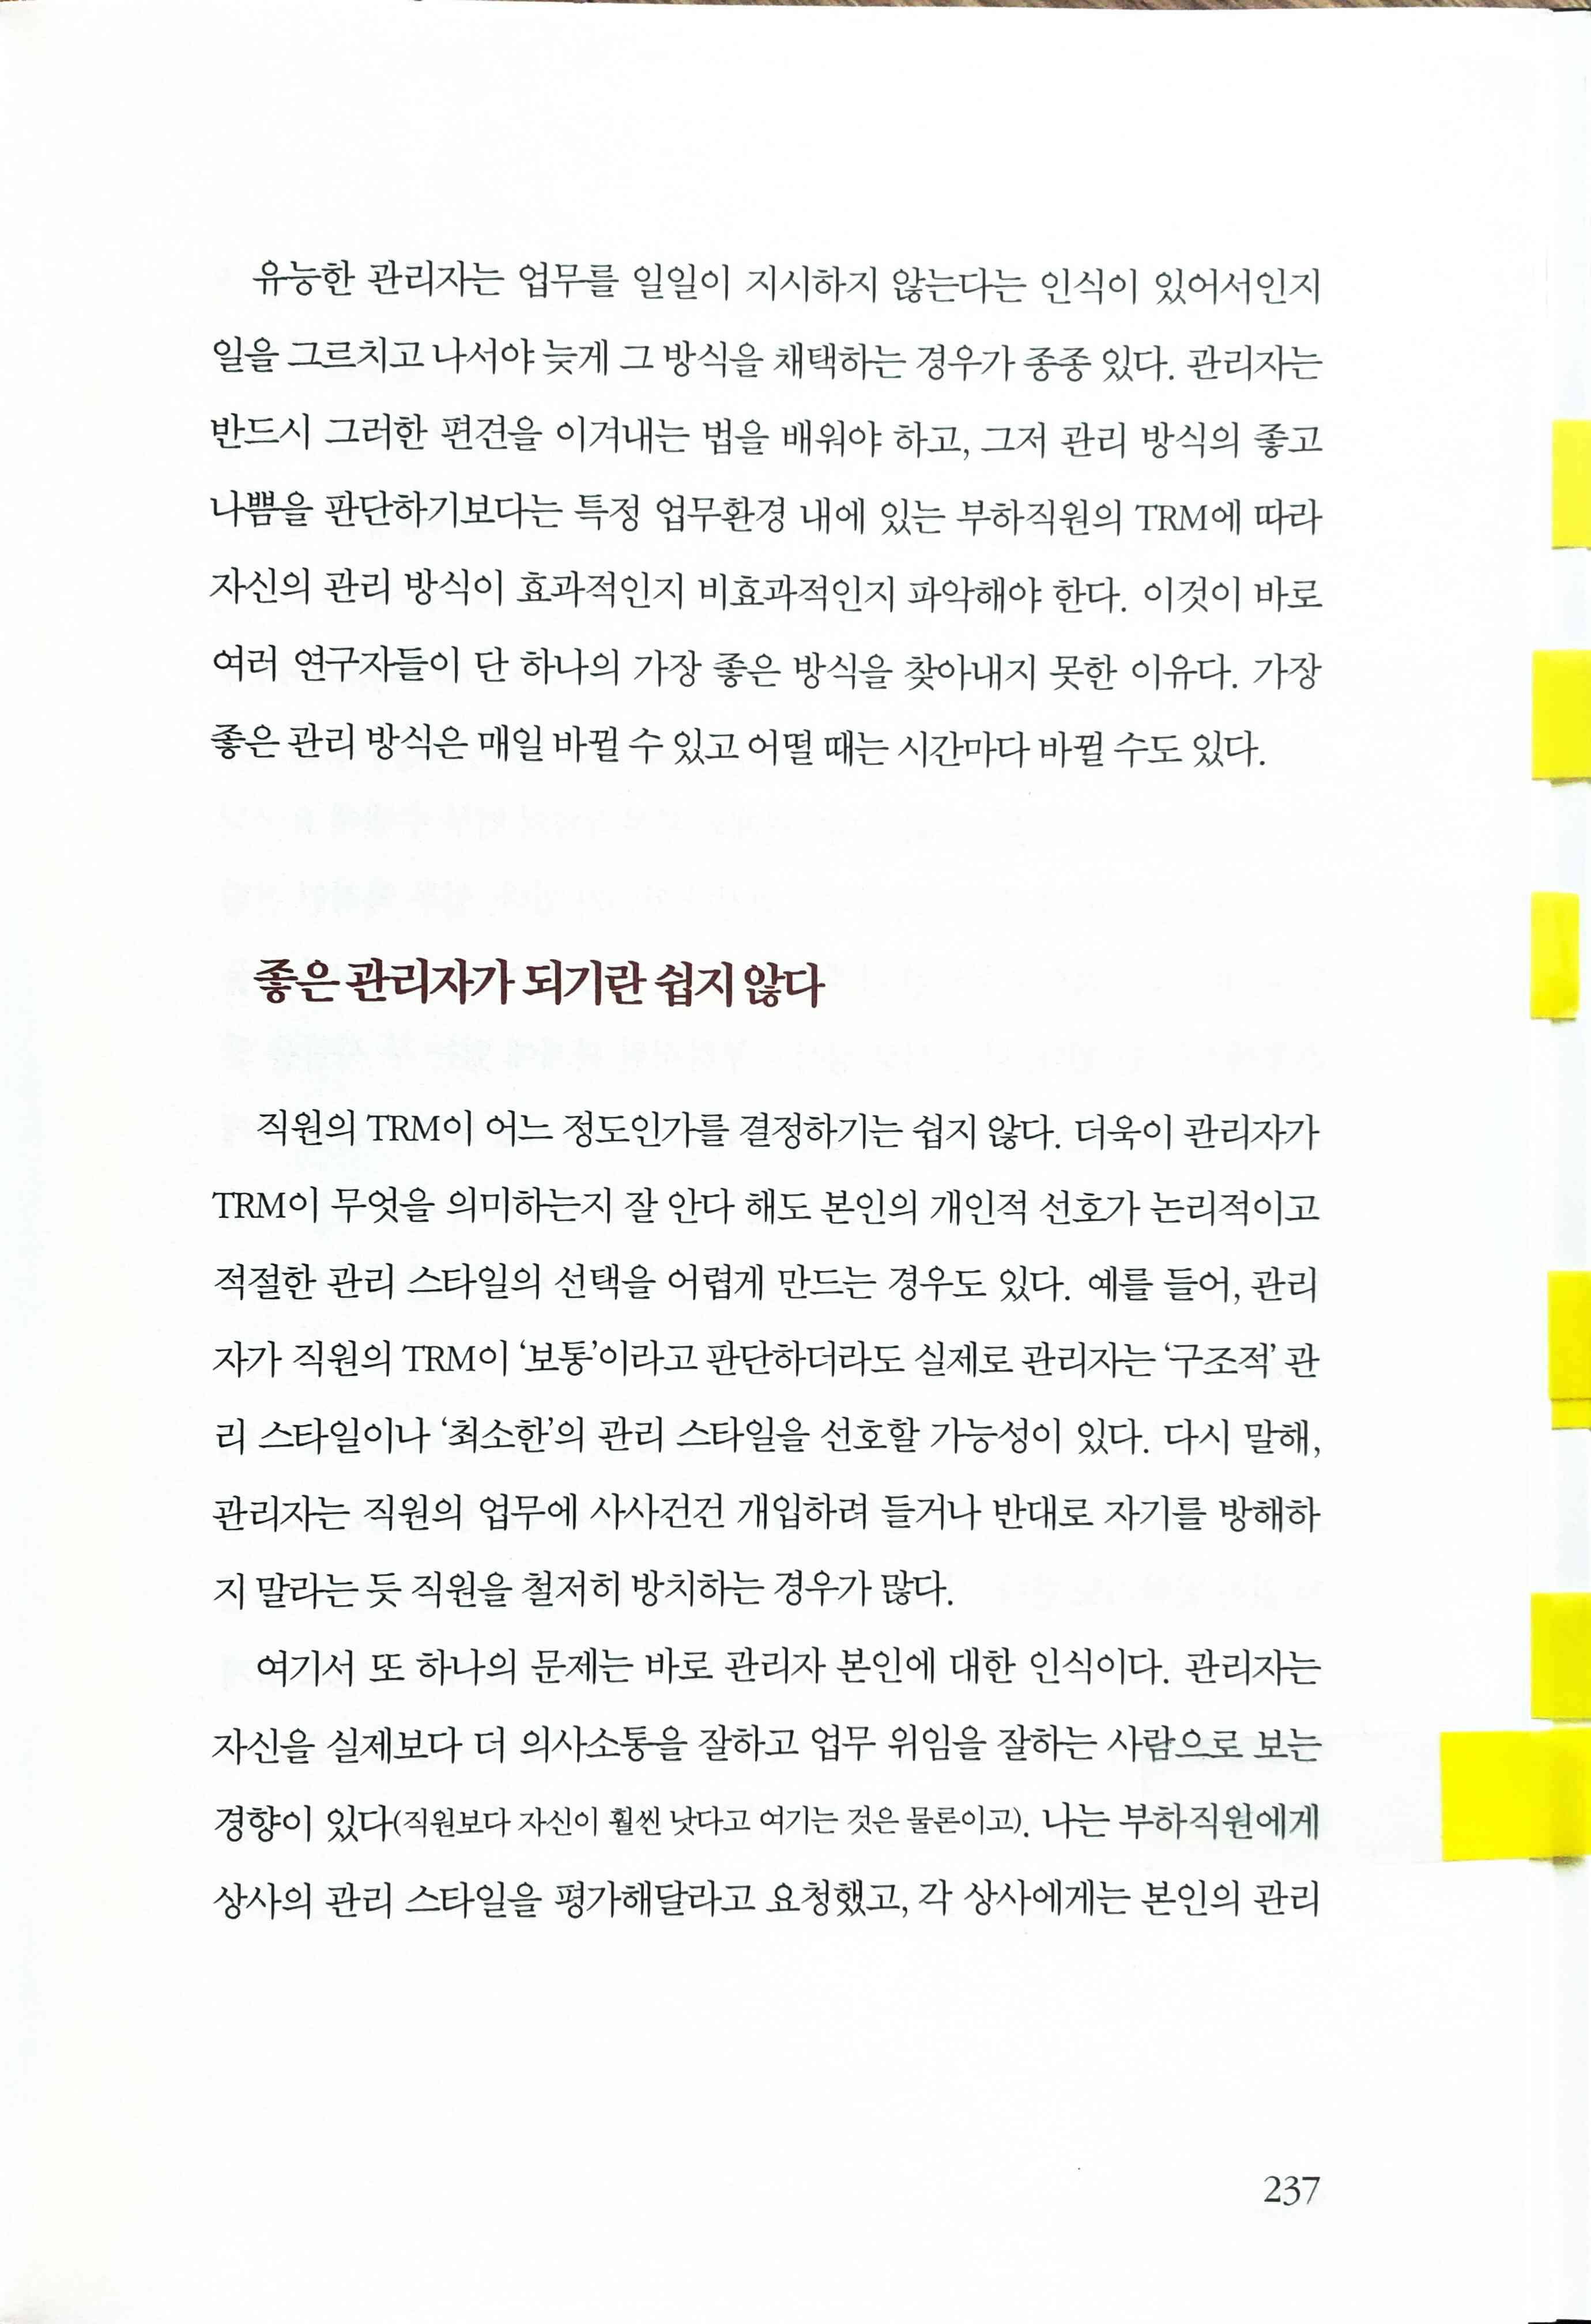 유능한 관리자는 업무를 일일이 지시하지 않는다는 인식이 있어서인지
일을 그르치고 나서야 늦게 그 방식을 채택하는 경우가 종종 있다. 관리자는
반드시 그러한 편견을 이겨내는 법을 배워야 하고, 그저 관리 방식의 좋고
나쁨을 판단하기보다는 특정 업무환경 내에 있는 부하직원의 TRM에 따라
자신의 관리 방식이 효과적인지 비효과적인지 파악해야 한다. 이것이 바로
여러 연구자들이 단 하나의 가장 좋은 방식을 찾아내지 못한 이유다. 가장
좋은 관리 방식은 매일 바뀔 수 있고 어떨 때는 시간마다 바뀔 수도 있다.
좋은 관리자가 되기란 쉽지 않다
직원의 TRM이 어느 정도인가를 결정하기는 쉽지 않다. 더욱이 관리자가
TRM이 무엇을 의미하는지 잘 안다 해도 본인의 개인적 선호가 논리적이고
적절한 관리 스타일의 선택을 어렵게 만드는 경우도 있다. 예를 들어, 관리
자가 직원의 TRM이 ‘보통’이라고 판단하더라도 실제로 관리자는 ‘구조적’ 관
리 스타일이나 ‘최소한’의 관리 스타일을 선호할 가능성이 있다. 다시 말해,
관리자는 직원의 업무에 사사건건 개입하려 들거나 반대로 자기를 방해하
지 말라는 듯 직원을 철저히 방치하는 경우가 많다.
여기서 또 하나의 문제는 바로 관리자 본인에 대한 인식이다. 관리자는
자신을 실제보다 더 의사소통을 잘하고 업무 위임을 잘하는 사람으로 보는
경향이 있다(직원보다 자신이 훨씬 낫다고 여기는 것은 물론이고). 나는 부하직원에게
상사의 관리 스타일을 평가해달라고 요청했고, 각 상사에게는 본인의 관리
237